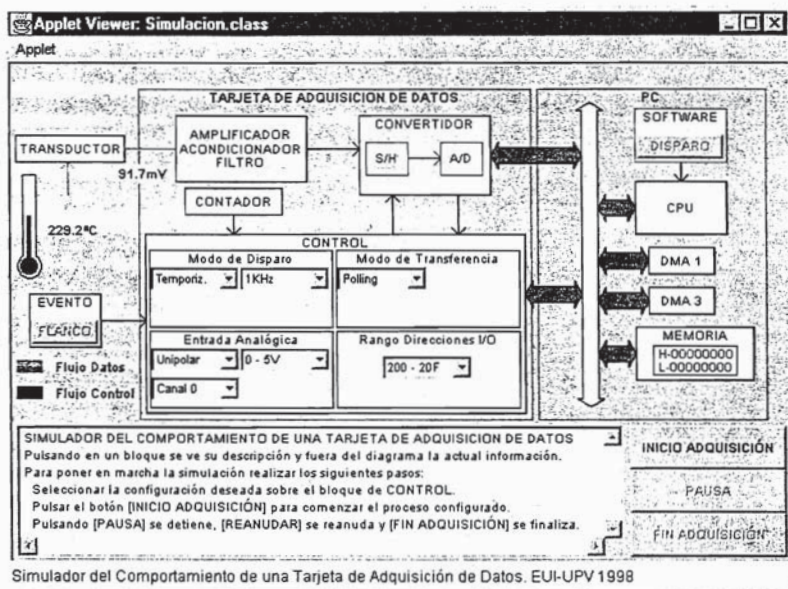 Applet Viewer: Simulacion.class
Applet
TARJETA DE ADQUISICION DE DATOS
PC
TRANSDUCTOR
AMPLIFICADOR
ACONDICIONADOR
FILTRO
CONVERTIDOR
S/H
A/D
SOFTWARE
DISPARO
91.7mV
CONTADOR
CPU
229.2ºC
CONTROL
Modo de Disparo
Temporiz.
1KHz
Modo de Transferencia
Polling
DMA 1
DMA 3
EVENTO
FLANCO
Entrada Analógica
Unipolar
0 - 5V
Canal 0
Rango Direcciones I/O
200 - 20F
MEMORIA
H-00000000
L-00000000
Flujo Datos
Flujo Control
SIMULADOR DEL COMPORTAMIENTO DE UNA TARJETA DE ADQUISICION DE DATOS
Pulsando en un bloque se ve su descripción y fuera del diagrama la actual información.
Para poner en marcha la simulación realizar los siguientes pasos:
Seleccionar la configuración deseada sobre el bloque de CONTROL.
Pulsar el botón [INICIO ADQUISICIÓN] para comenzar el proceso configurado.
Pulsando [PAUSA] se detiene, [REANUDAR] se reanuda y [FIN ADQUISICIÓN] se finaliza.
INICIO ADQUISICIÓN
PAUSA
FIN ADQUISICIÓN
Simulador del Comportamiento de una Tarjeta de Adquisición de Datos. EUI-UPV 1998